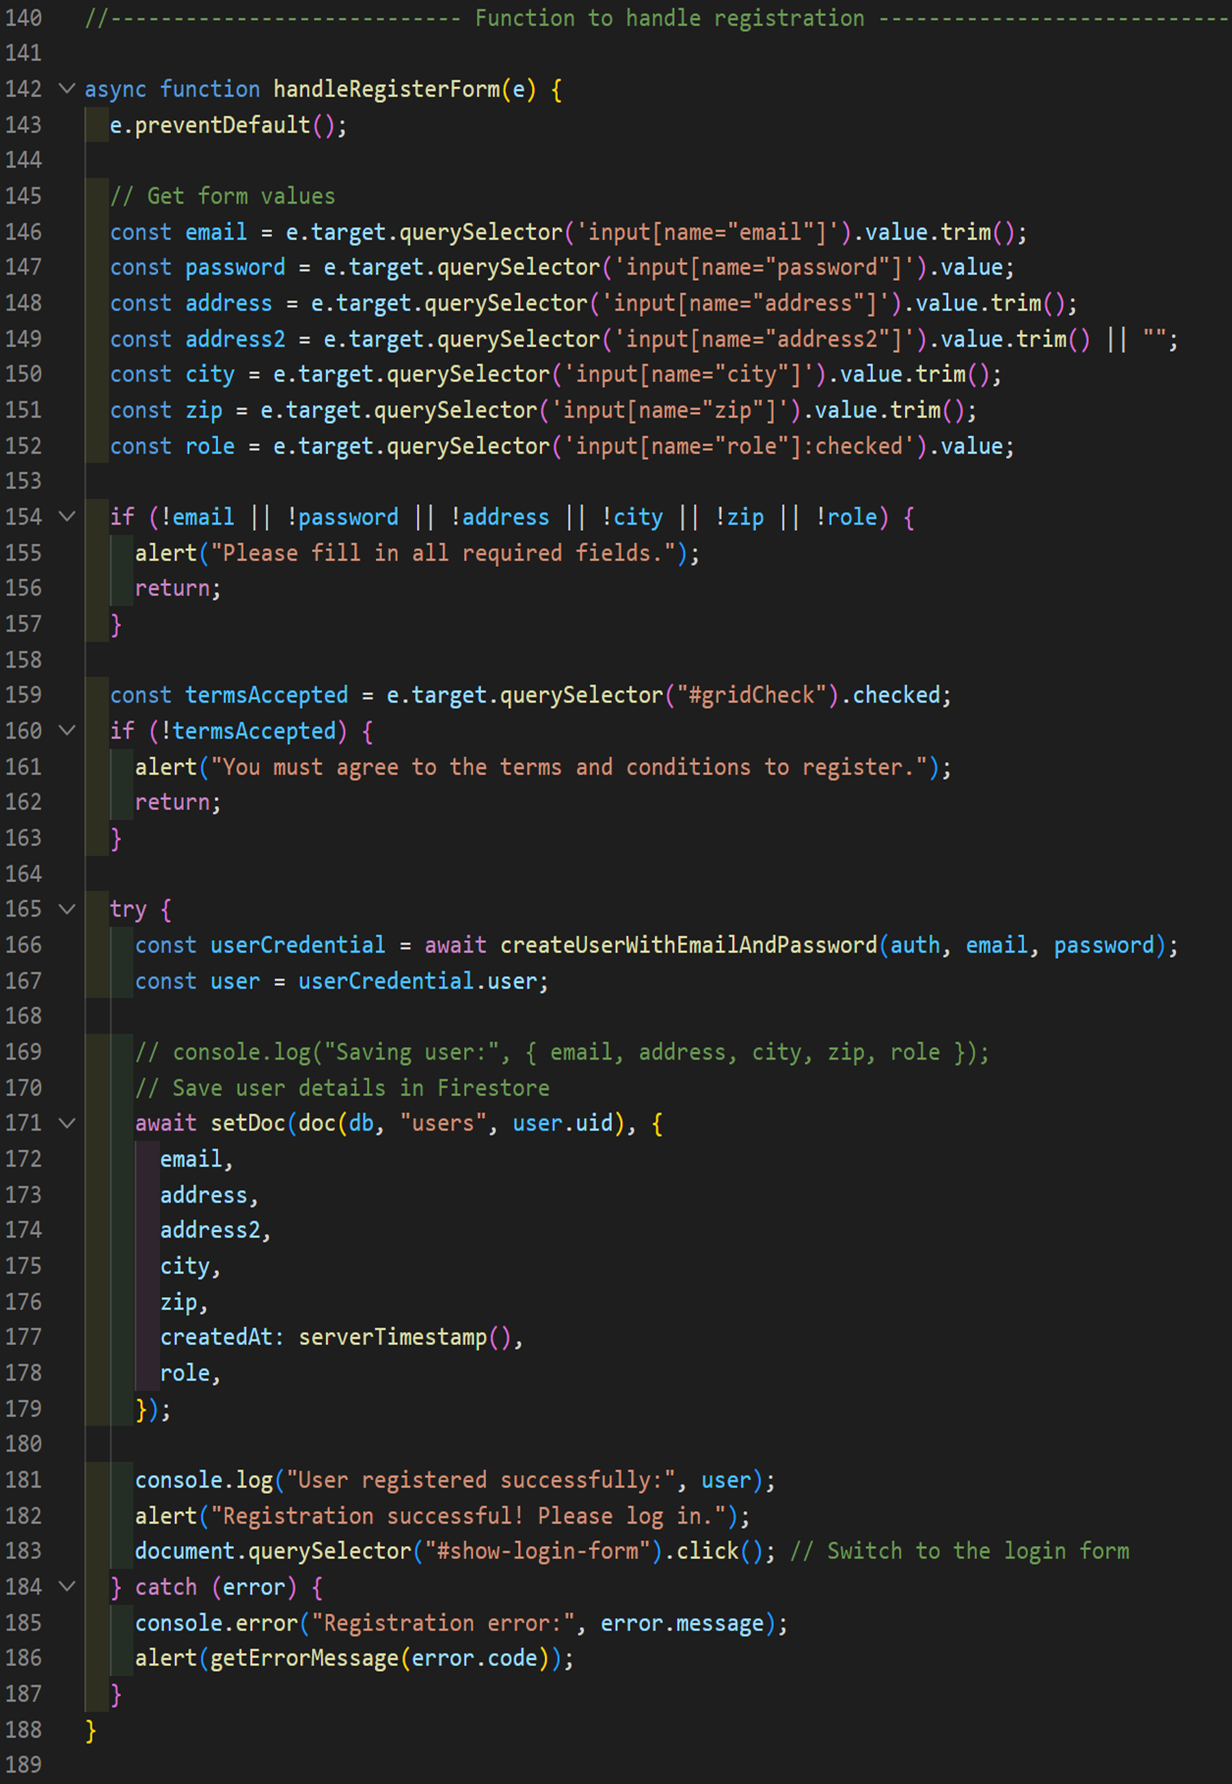 140 //---------------------------- Function to handle registration ----------------------------
141
142 async function handleRegisterForm(e) {
143   e.preventDefault();
144
145   // Get form values
146   const email = e.target.querySelector('input[name="email"]').value.trim();
147   const password = e.target.querySelector('input[name="password"]').value;
148   const address = e.target.querySelector('input[name="address"]').value.trim();
149   const address2 = e.target.querySelector('input[name="address2"]').value.trim() || "";
150   const city = e.target.querySelector('input[name="city"]').value.trim();
151   const zip = e.target.querySelector('input[name="zip"]').value.trim();
152   const role = e.target.querySelector('input[name="role"]:checked').value;
153
154   if (!email || !password || !address || !city || !zip || !role) {
155     alert("Please fill in all required fields.");
156     return;
157   }
158
159   const termsAccepted = e.target.querySelector("#gridCheck").checked;
160   if (!termsAccepted) {
161     alert("You must agree to the terms and conditions to register.");
162     return;
163   }
164
165   try {
166     const userCredential = await createUserWithEmailAndPassword(auth, email, password);
167     const user = userCredential.user;
168
169     // console.log("Saving user:", { email, address, city, zip, role });
170     // Save user details in Firestore
171     await setDoc(doc(db, "users", user.uid), {
172       email,
173       address,
174       address2,
175       city,
176       zip,
177       createdAt: serverTimestamp(),
178       role,
179     });
180
181     console.log("User registered successfully:", user);
182     alert("Registration successful! Please log in.");
183     document.querySelector("#show-login-form").click(); // Switch to the login form
184   } catch (error) {
185     console.error("Registration error:", error.message);
186     alert(getErrorMessage(error.code));
187   }
188 }
189